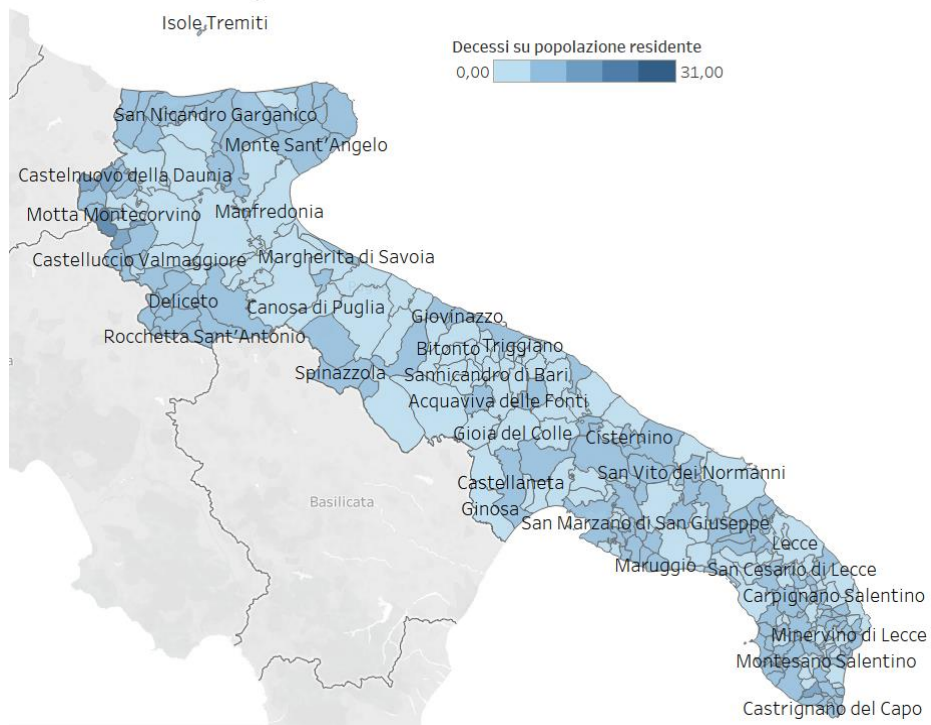 Isole Tremiti
Decessi su popolazione residente
0,00 31,00
San Nicandro Garganico
Monte Sant'Angelo
Castelnuovo della Daunia
Motta Montecorvino
Manfredonia
Castelluccio Valmaggiore
Margherita di Savoia
Deliceto
Canosa di Puglia
Giovinazzo
Rocchetta Sant'Antonio
Bitonto
Triggiano
Spinazzola
Sannicandro di Bari
Acquaviva delle Fonti
Gioia del Colle
Cisternino
San Vito dei Normanni
Castellaneta
Basilicata
Ginosa
San Marzano di San Giuseppe
Lecce
Maruggio
San Cesario di Lecce
Carpignano Salentino
Minervino di Lecce
Montesano Salentino
Castrignano del Capo